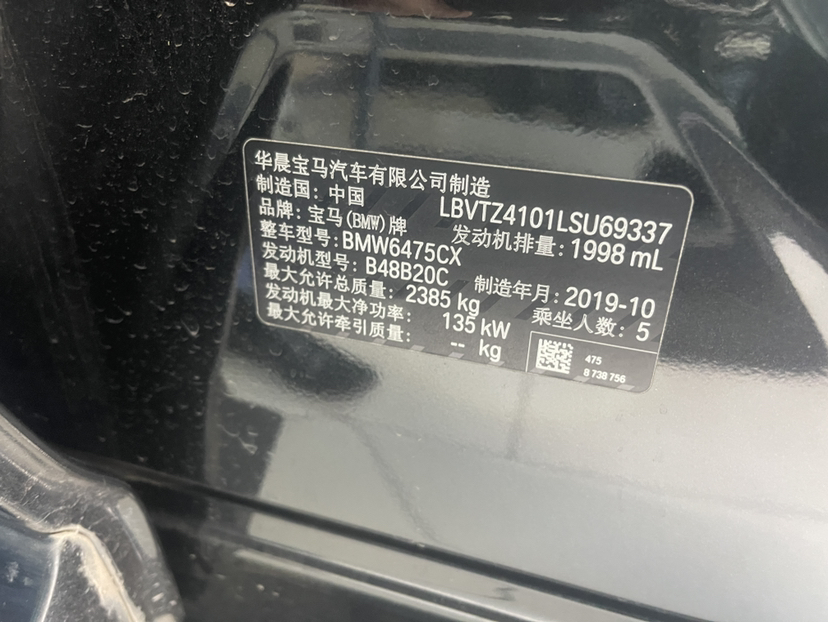 华晨宝马汽车有限公司制造
制造国：中国 LBVTZ4101LSU69337
品牌：宝马(BMW)牌 发动机排量：1998 mL
整车型号：BMW6475CX
发动机型号：B48B20C 制造年月：2019-10
最大允许总质量：2385 kg 乘坐人数：5
发动机最大净功率：135 kW
最大允许牵引质量：-- kg
475
8 738 756